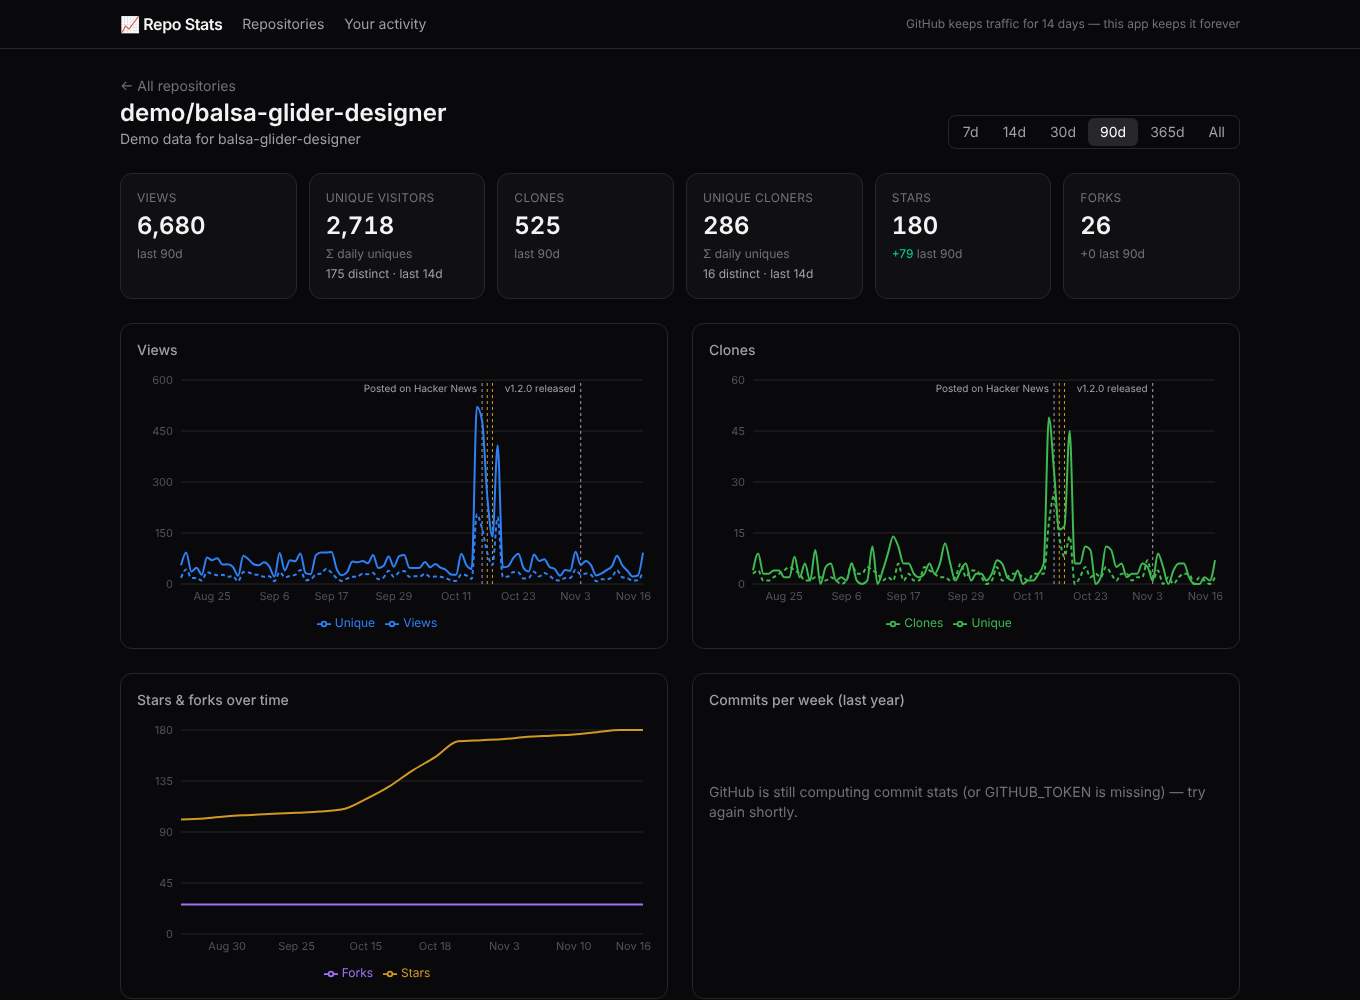 📈 Repo Stats Repositories Your activity GitHub keeps traffic for 14 days — this app keeps it forever
← All repositories
demo/balsa-glider-designer
Demo data for balsa-glider-designer
7d 14d 30d 90d 365d All
VIEWS
6,680
last 90d
UNIQUE VISITORS
2,718
Σ daily uniques
175 distinct · last 14d
CLONES
525
last 90d
UNIQUE CLONERS
286
Σ daily uniques
16 distinct · last 14d
STARS
180
+79 last 90d
FORKS
26
+0 last 90d
Views
600
450
300
150
0
Posted on Hacker News
v1.2.0 released
Aug 25 Sep 6 Sep 17 Sep 29 Oct 11 Oct 23 Nov 3 Nov 16
Unique Views
Clones
60
45
30
15
0
Posted on Hacker News
v1.2.0 released
Aug 25 Sep 6 Sep 17 Sep 29 Oct 11 Oct 23 Nov 3 Nov 16
Clones Unique
Stars & forks over time
180
135
90
45
0
Aug 30 Sep 25 Oct 15 Oct 18 Nov 3 Nov 10 Nov 16
Forks Stars
Commits per week (last year)
GitHub is still computing commit stats (or GITHUB_TOKEN is missing) — try
again shortly.